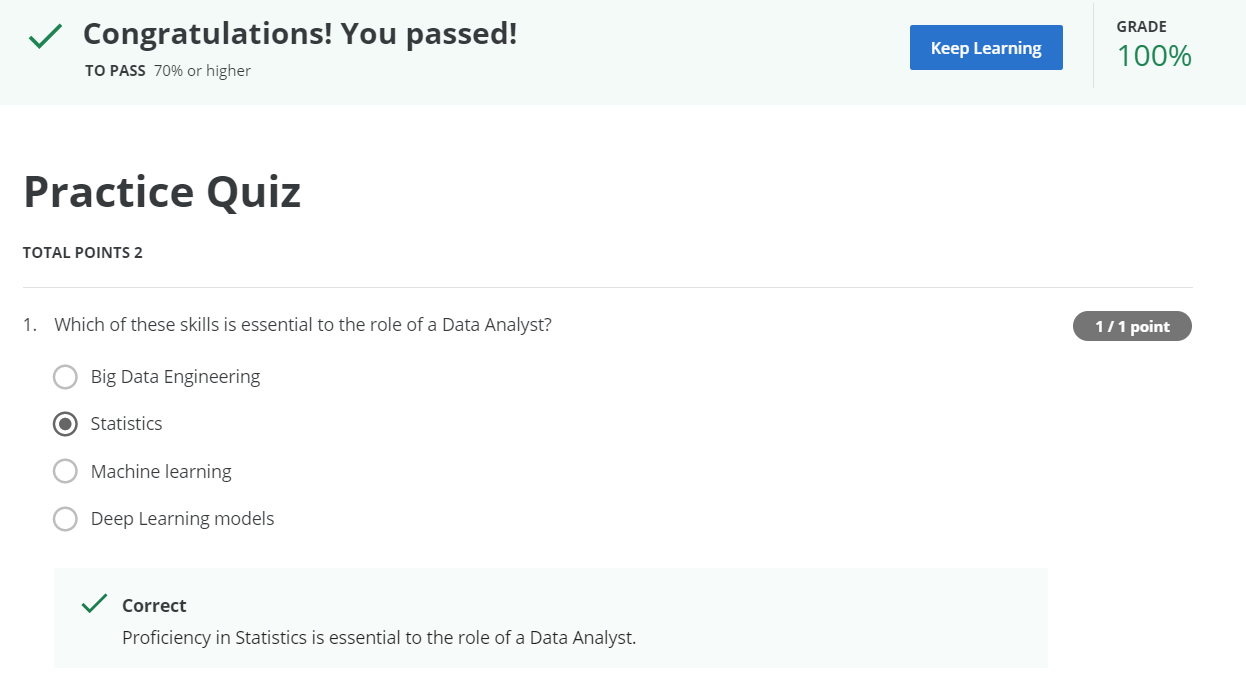 Congratulations! You passed!
TO PASS 70% or higher
Keep Learning
GRADE
100%
Practice Quiz
TOTAL POINTS 2
1. Which of these skills is essential to the role of a Data Analyst?
1 / 1 point
Big Data Engineering
Statistics
Machine learning
Deep Learning models
Correct
Proficiency in Statistics is essential to the role of a Data Analyst.